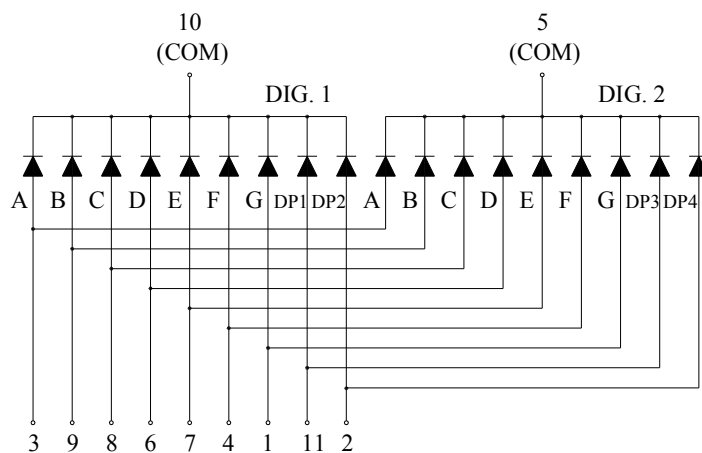 10 5
(COM) (COM)
DIG. 1 DIG. 2
A B C D E F G DP1 DP2 A B C D E F G DP3 DP4
3 9 8 6 7 4 1 11 2